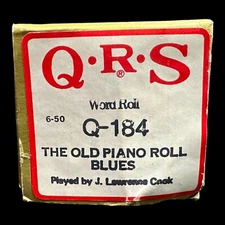 Q·R·S
®
Word Roll
6-50
Q-184
THE OLD PIANO ROLL
BLUES
Played by J. Lawrence Cook